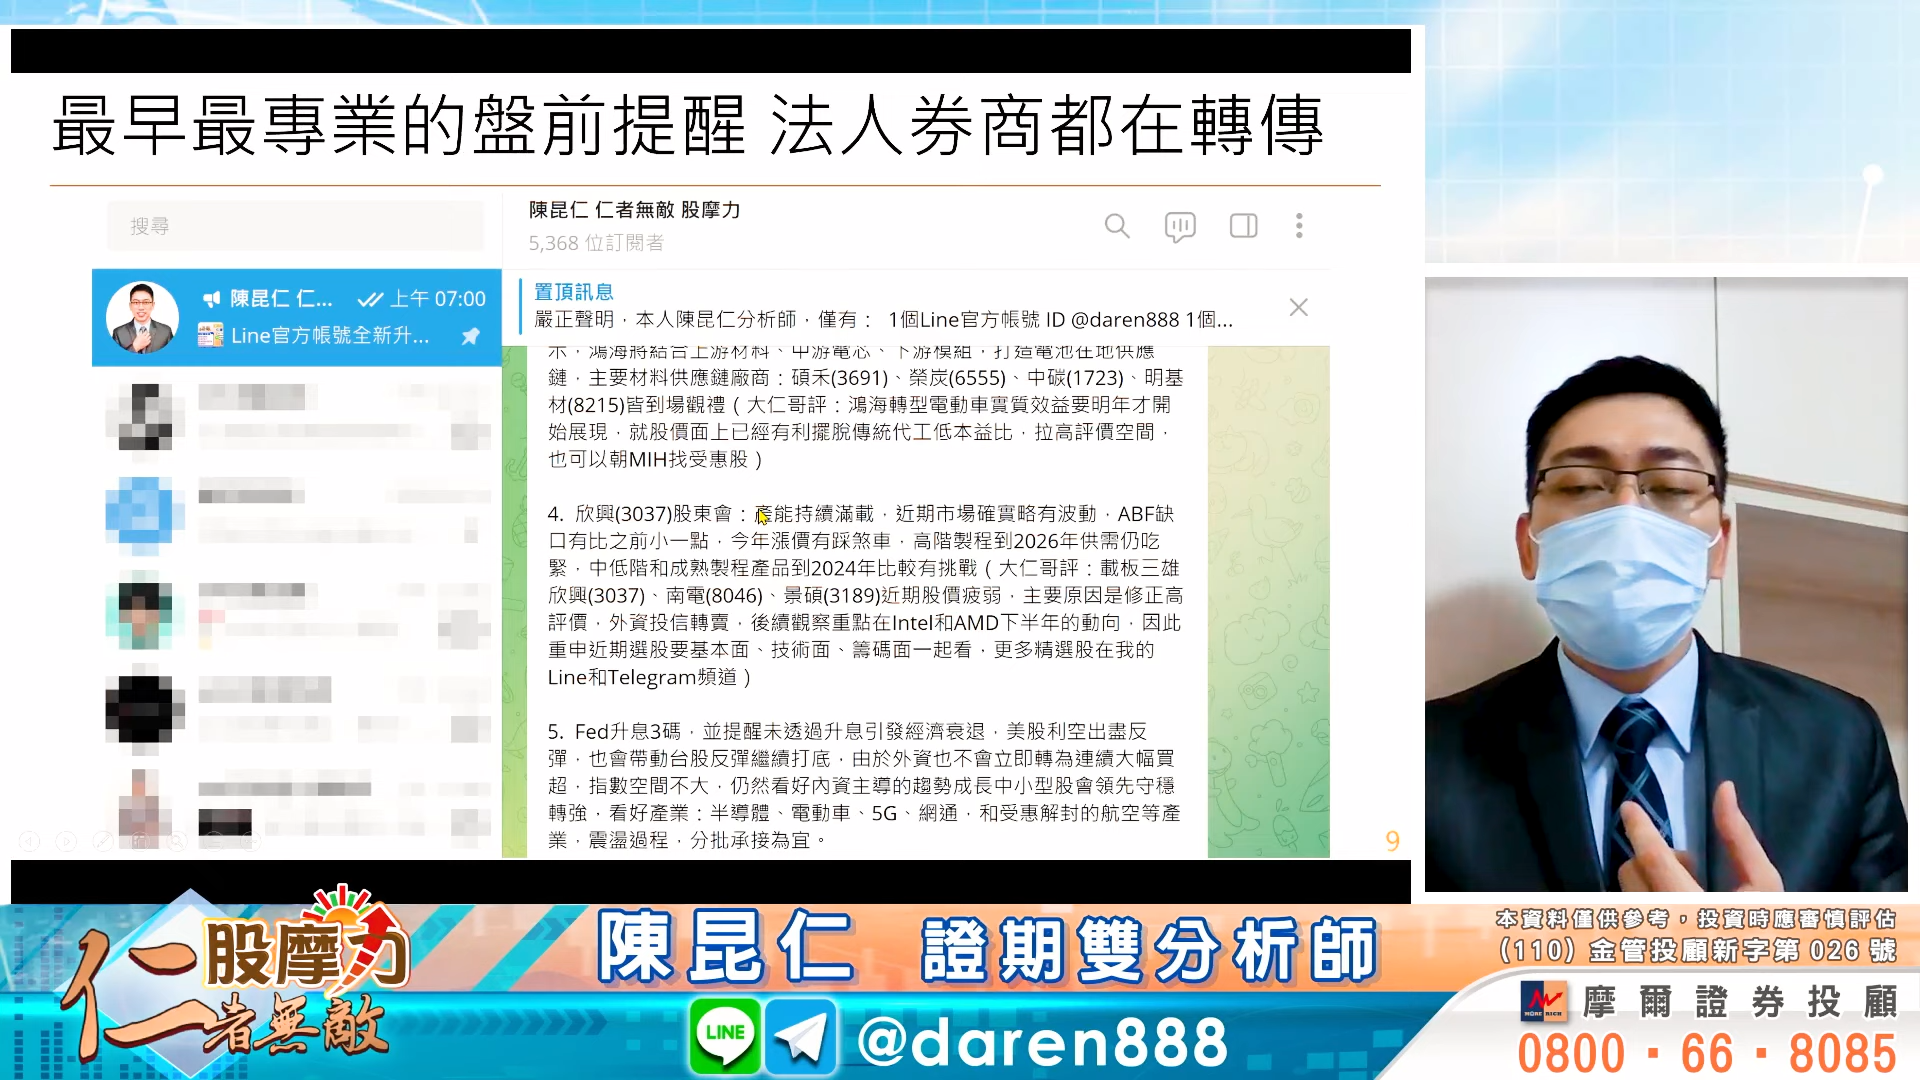 最早最專業的盤前提醒 法人券商都在轉傳
搜尋
陳昆仁 仁... 上午 07:00
Line官方帳號全新升...
陳昆仁 仁者無敵 股摩力
5,368 位訂閱者
置頂訊息
嚴正聲明，本人陳昆仁分析師，僅有： 1個Line官方帳號 ID @daren888 1個...
示，鴻海將結合上游材料、中游電芯、下游模組，打造電池在地供應
鏈，主要材料供應鏈廠商：碩禾(3691)、榮炭(6555)、中碳(1723)、明基
材(8215)皆到場觀禮（大仁哥評：鴻海轉型電動車實質效益要明年才開
始展現，就股價面上已經有利擺脫傳統代工低本益比，拉高評價空間，
也可以朝MIH找受惠股）
4. 欣興(3037)股東會：產能持續滿載，近期市場確實略有波動，ABF缺
口有比之前小一點，今年漲價有踩煞車，高階製程到2026年供需仍吃
緊，中低階和成熟製程產品到2024年比較有挑戰（大仁哥評：載板三雄
欣興(3037)、南電(8046)、景碩(3189)近期股價疲弱，主要原因是修正高
評價，外資投信轉賣，後續觀察重點在Intel和AMD下半年的動向，因此
重申近期選股要基本面、技術面、籌碼面一起看，更多精選股在我的
Line和Telegram頻道）
5. Fed升息3碼，並提醒未透過升息引發經濟衰退，美股利空出盡反
彈，也會帶動台股反彈繼續打底，由於外資也不會立即轉為連續大幅買
超，指數空間不大，仍然看好內資主導的趨勢成長中小型股會領先守穩
轉強，看好產業：半導體、電動車、5G、網通，和受惠解封的航空等產
業，震盪過程，分批承接為宜。
9
股摩力
仁者無敵
陳昆仁 證期雙分析師
LINE @daren888
本資料僅供參考，投資時應審慎評估
(110) 金管投顧新字第 026 號
MORE RICH 摩爾證券投顧
0800·66·8085